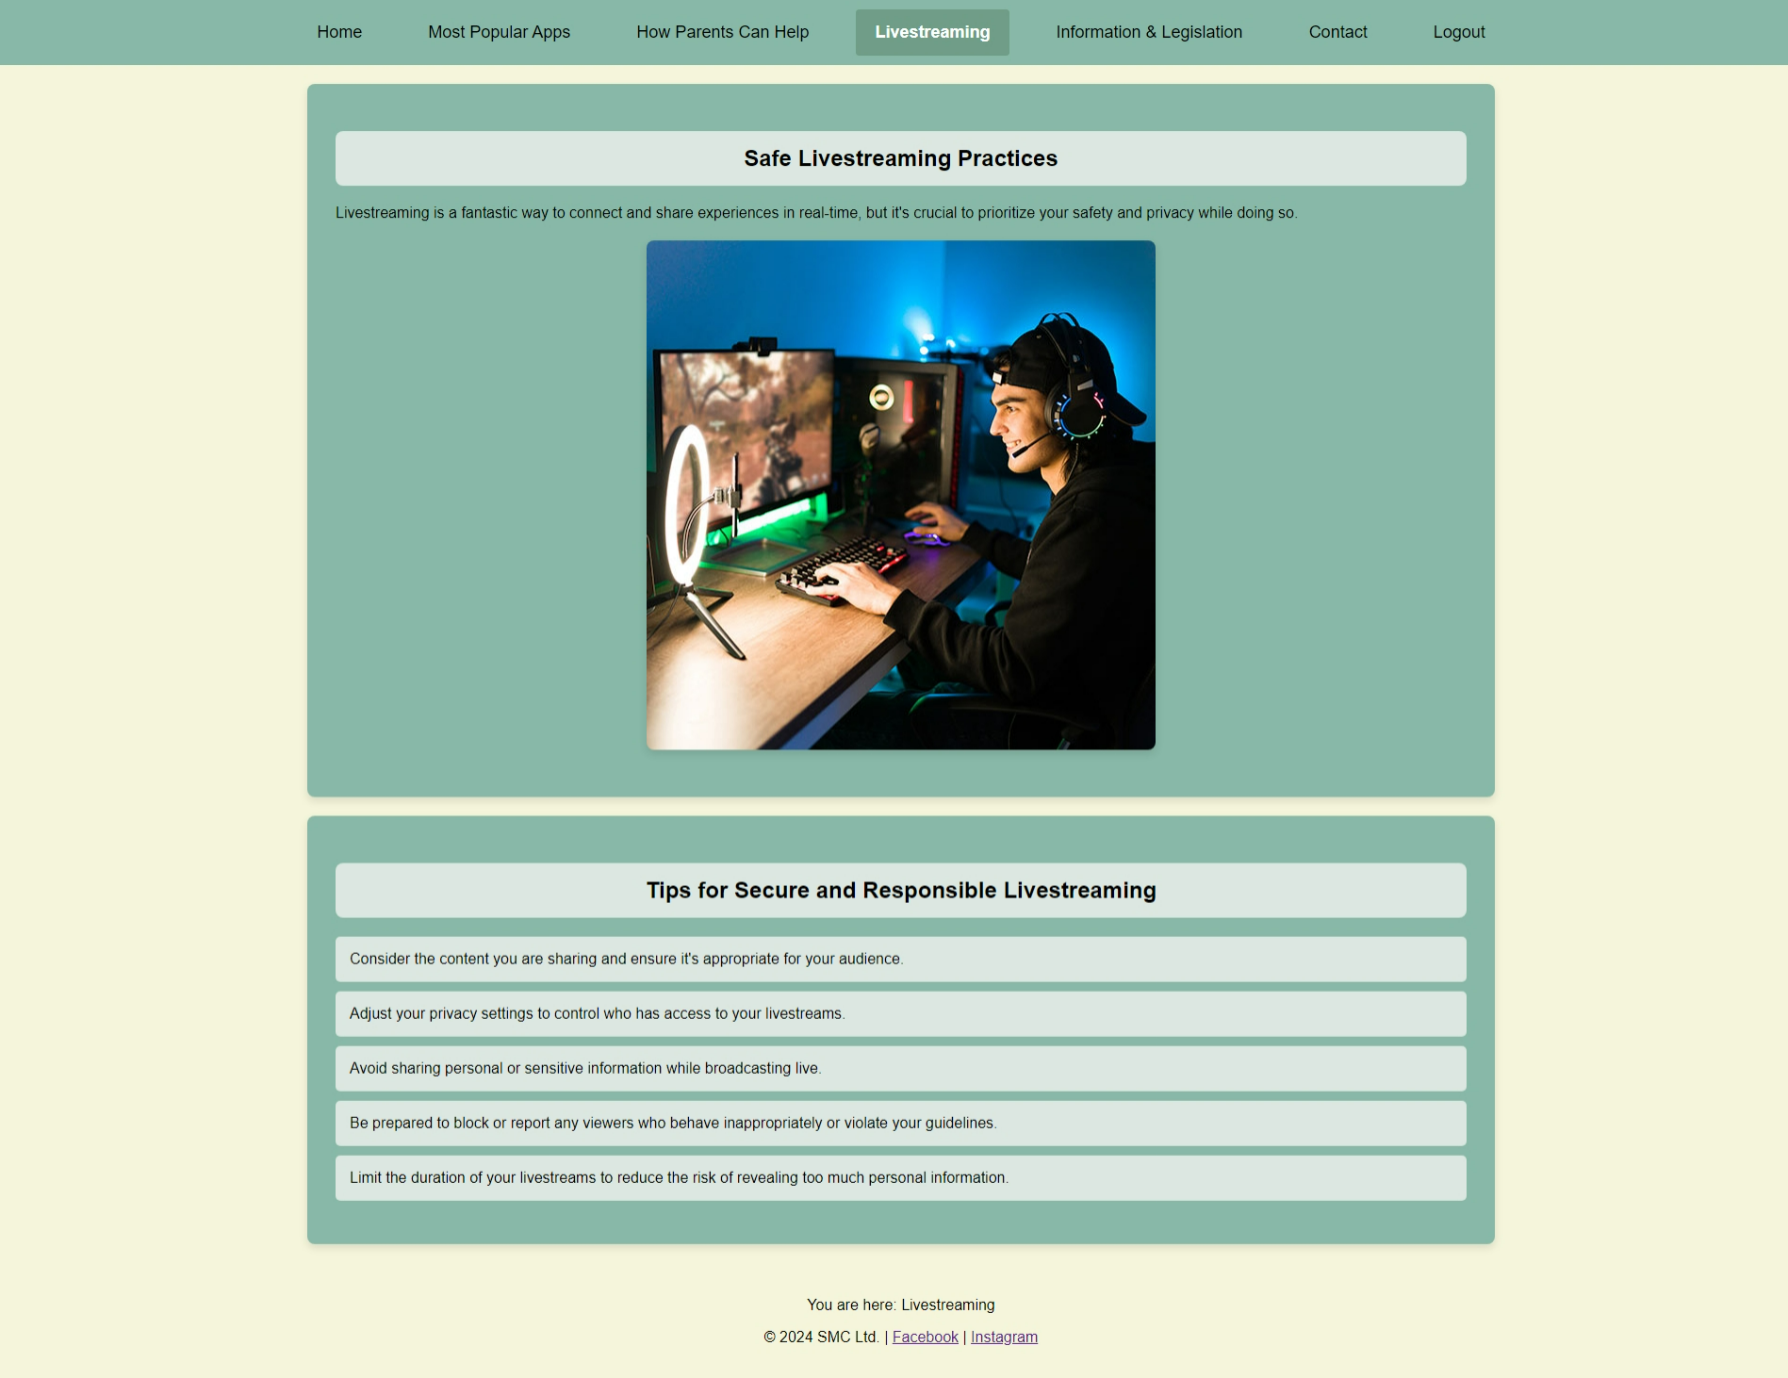 Home Most Popular Apps How Parents Can Help Livestreaming Information & Legislation Contact Logout
Safe Livestreaming Practices
Livestreaming is a fantastic way to connect and share experiences in real-time, but it's crucial to prioritize your safety and privacy while doing so.
Tips for Secure and Responsible Livestreaming
Consider the content you are sharing and ensure it's appropriate for your audience.
Adjust your privacy settings to control who has access to your livestreams.
Avoid sharing personal or sensitive information while broadcasting live.
Be prepared to block or report any viewers who behave inappropriately or violate your guidelines.
Limit the duration of your livestreams to reduce the risk of revealing too much personal information.
You are here: Livestreaming
© 2024 SMC Ltd. | Facebook | Instagram